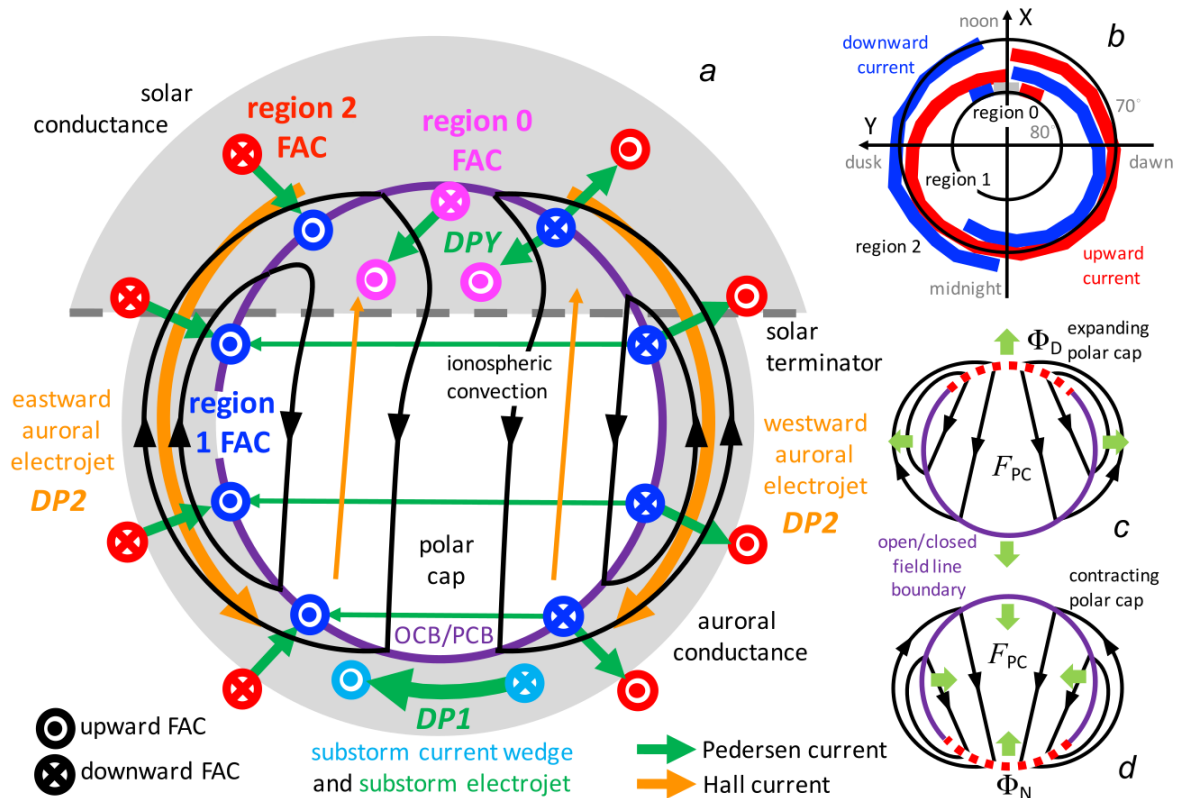 a
solar
conductance
region 2
FAC
region 0
FAC
DPY
ionospheric
convection
solar
terminator
region
1 FAC
eastward
auroral
electrojet
DP2
westward
auroral
electrojet
DP2
polar
cap
OCB/PCB
auroral
conductance
DP1
substorm current wedge
and substorm electrojet
upward FAC
downward FAC
Pedersen current
Hall current
noon
X
b
downward
current
70°
region 0
80°
Y
dusk
dawn
region 1
region 2
upward
current
midnight
ΦD
expanding
polar cap
FPC
c
open/closed
field line
boundary
contracting
polar cap
FPC
d
ΦN